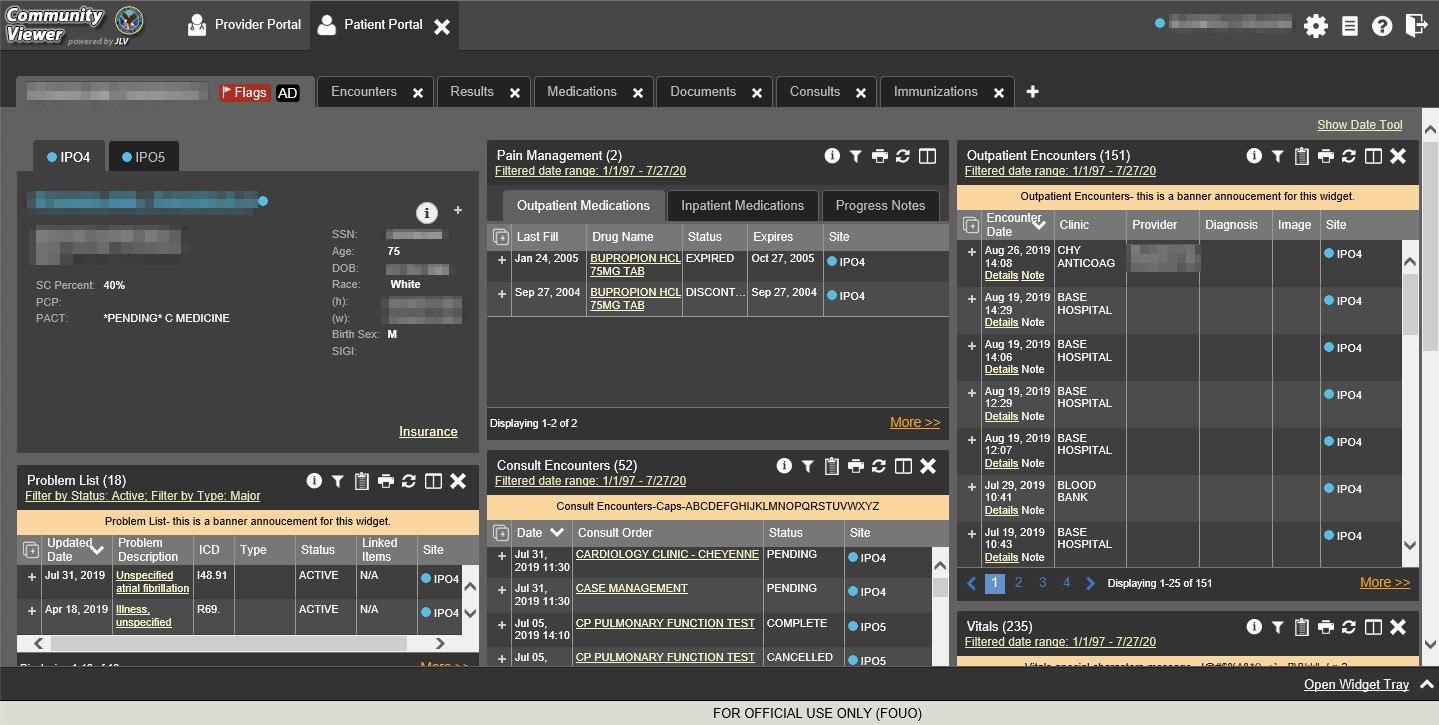 Community
Viewer
powered by JLV
Provider Portal
Patient Portal
Flags
AD
Encounters
Results
Medications
Documents
Consults
Immunizations
Show Date Tool
IPO4
IPO5
SSN:
Age: 75
DOB:
Race: White
(h):
(w):
Birth Sex: M
SIGI:
SC Percent: 40%
PCP:
PACT: *PENDING* C MEDICINE
Insurance
Problem List (18)
Filter by Status: Active; Filter by Type: Major
Problem List- this is a banner annoucement for this widget.
Updated Date Problem Description ICD Type Status Linked Items Site
Jul 31, 2019 Unspecified atrial fibrillation I48.91 ACTIVE N/A IPO4
Apr 18, 2019 Illness, unspecified R69. ACTIVE N/A IPO4
Pain Management (2)
Filtered date range: 1/1/97 - 7/27/20
Outpatient Medications
Inpatient Medications
Progress Notes
Last Fill Drug Name Status Expires Site
Jan 24, 2005 BUPROPION HCL 75MG TAB EXPIRED Oct 27, 2005 IPO4
Sep 27, 2004 BUPROPION HCL 75MG TAB DISCONT... Sep 27, 2004 IPO4
Displaying 1-2 of 2
More >>
Consult Encounters (52)
Filtered date range: 1/1/97 - 7/27/20
Consult Encounters-Caps-ABCDEFGHIJKLMNOPQRSTUVWXYZ
Date Consult Order Status Site
Jul 31, 2019 11:30 CARDIOLOGY CLINIC - CHEYENNE PENDING IPO4
Jul 31, 2019 11:30 CASE MANAGEMENT PENDING IPO4
Jul 05, 2019 14:10 CP PULMONARY FUNCTION TEST COMPLETE IPO5
Jul 05, CP PULMONARY FUNCTION TEST CANCELLED IPO5
Outpatient Encounters (151)
Filtered date range: 1/1/97 - 7/27/20
Outpatient Encounters- this is a banner annoucement for this widget.
Encounter Date Clinic Provider Diagnosis Image Site
Aug 26, 2019 14:08 Details Note CHY ANTICOAG IPO4
Aug 19, 2019 14:29 Details Note BASE HOSPITAL IPO4
Aug 19, 2019 14:06 Details Note BASE HOSPITAL IPO4
Aug 19, 2019 12:29 Details Note BASE HOSPITAL IPO4
Aug 19, 2019 12:07 Details Note BASE HOSPITAL IPO4
Jul 29, 2019 10:41 Details Note BLOOD BANK IPO4
Jul 19, 2019 10:43 Details Note BASE HOSPITAL IPO4
1 2 3 4 Displaying 1-25 of 151
More >>
Vitals (235)
Filtered date range: 1/1/97 - 7/27/20
Open Widget Tray
FOR OFFICIAL USE ONLY (FOUO)